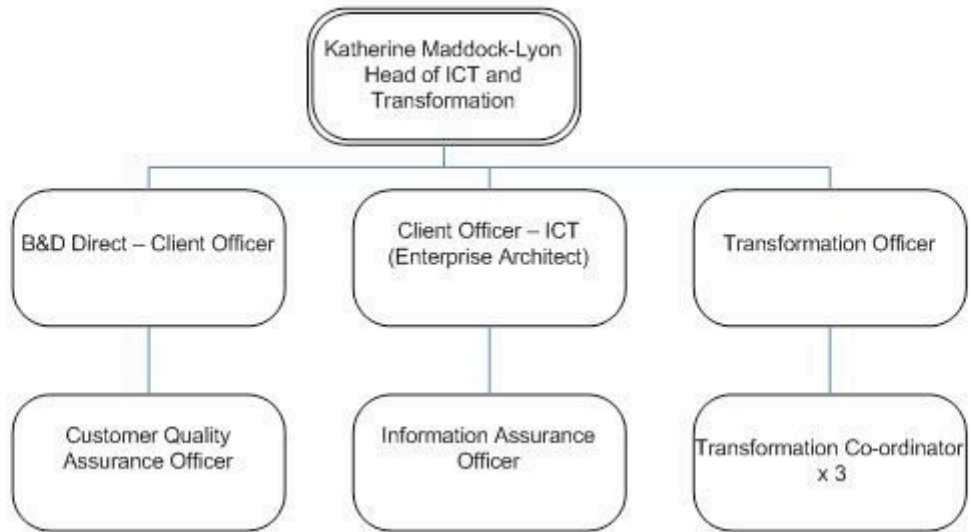 Katherine Maddock-Lyon
Head of ICT and
Transformation
B&D Direct – Client Officer
Client Officer – ICT
(Enterprise Architect)
Transformation Officer
Customer Quality
Assurance Officer
Information Assurance
Officer
Transformation Co-ordinator
x 3